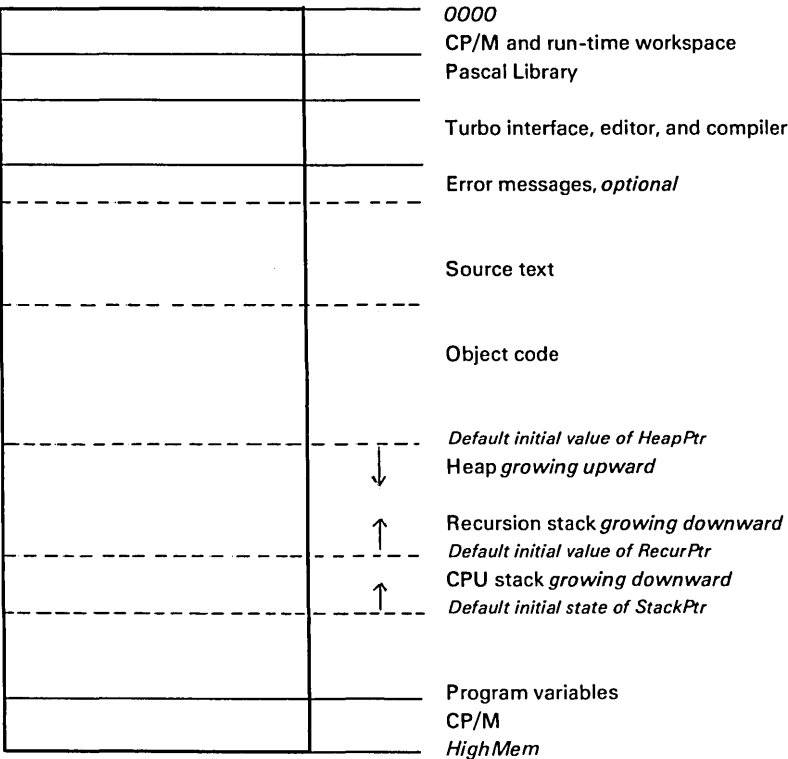 0000
CP/M and run-time workspace
Pascal Library
Turbo interface, editor, and compiler
Error messages, optional
Source text
Object code
Default initial value of HeapPtr
Heap growing upward
Recursion stack growing downward
Default initial value of RecurPtr
CPU stack growing downward
Default initial state of StackPtr
Program variables
CP/M
HighMem